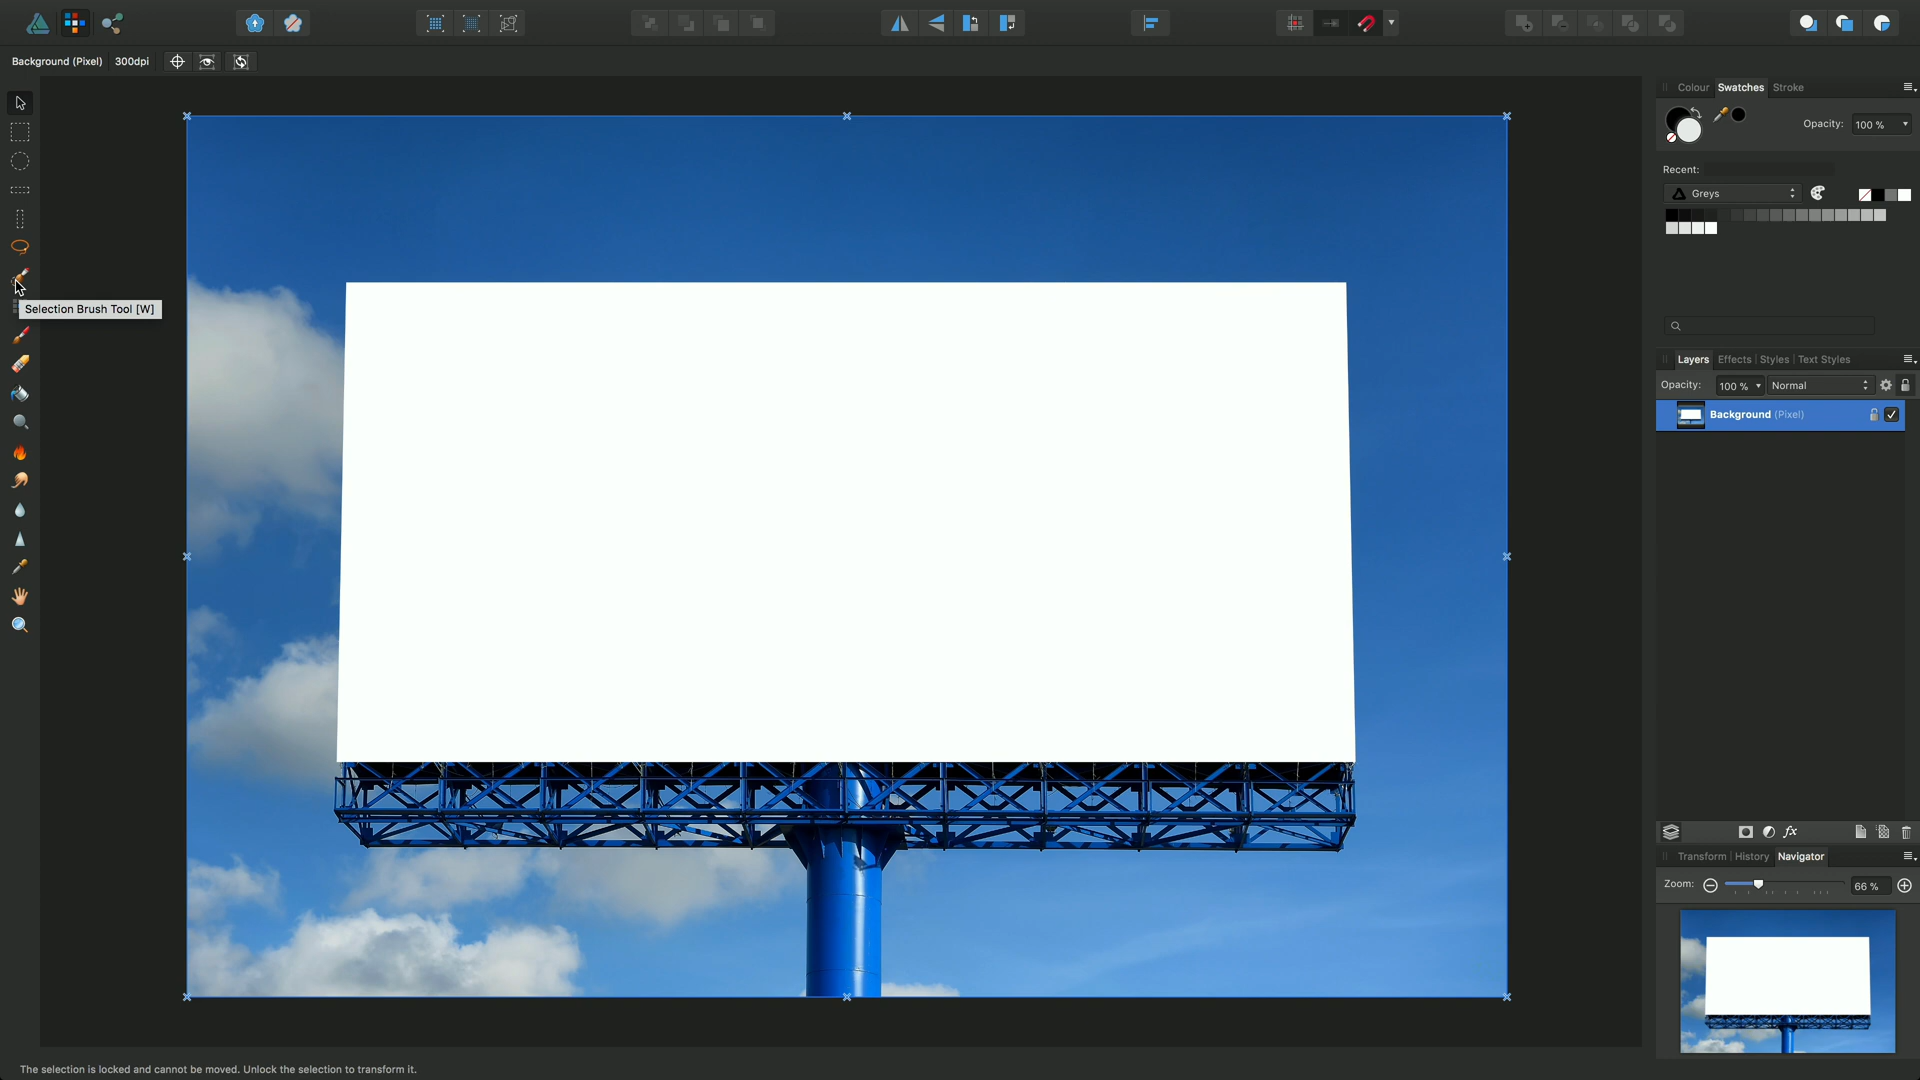 Background (Pixel) 300dpi
Selection Brush Tool [W]
Colour Swatches Stroke
Opacity: 100 %
Recent:
Greys
Layers Effects Styles Text Styles
Opacity: 100 % Normal
Background (Pixel)
fx
Transform History Navigator
Zoom: 66 %
The selection is locked and cannot be moved. Unlock the selection to transform it.